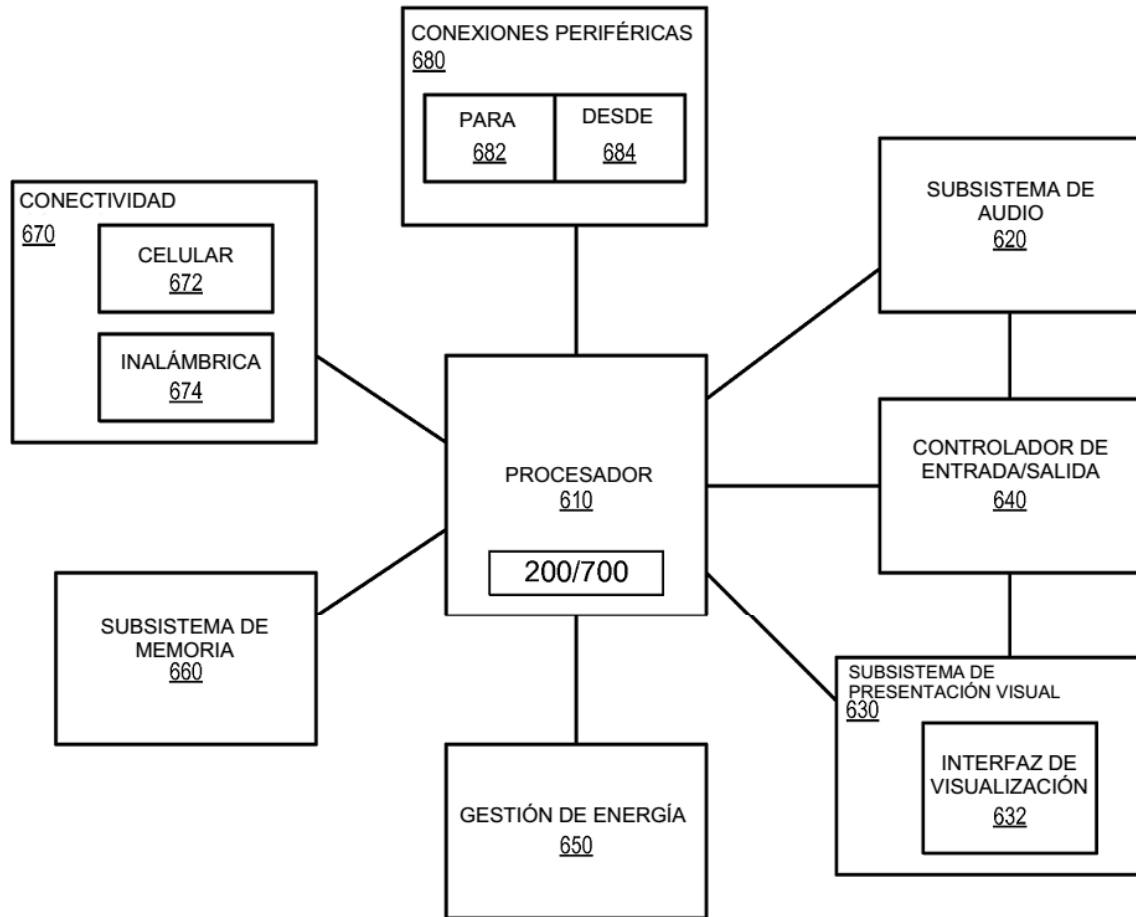 CONEXIONES PERIFÉRICAS
680
PARA
682
DESDE
684
CONECTIVIDAD
670
CELULAR
672
INALÁMBRICA
674
SUBSISTEMA DE
AUDIO
620
PROCESADOR
610
200/700
CONTROLADOR DE
ENTRADA/SALIDA
640
SUBSISTEMA DE
MEMORIA
660
SUBSISTEMA DE
PRESENTACIÓN VISUAL
630
INTERFAZ DE
VISUALIZACIÓN
632
GESTIÓN DE ENERGÍA
650